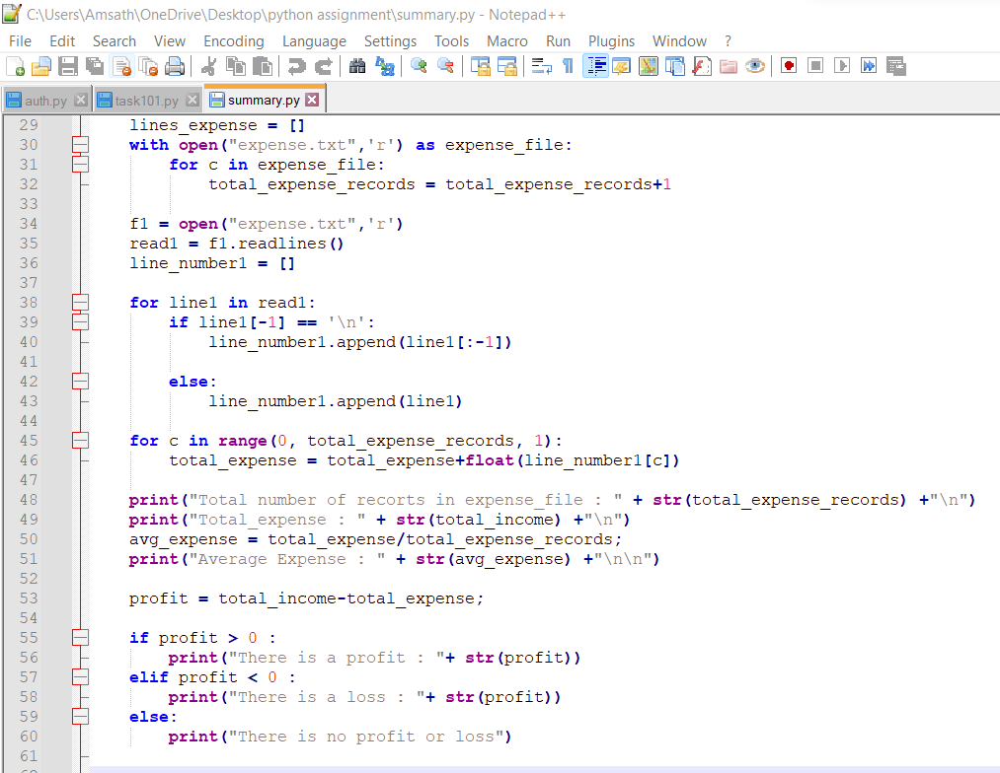 C:\Users\Amsath\OneDrive\Desktop\python assignment\summary.py - Notepad++
File Edit Search View Encoding Language Settings Tools Macro Run Plugins Window ?
auth.py task101.py summary.py
29 lines_expense = []
30 with open("expense.txt",'r') as expense_file:
31 for c in expense_file:
32 total_expense_records = total_expense_records+1
33
34 f1 = open("expense.txt",'r')
35 read1 = f1.readlines()
36 line_number1 = []
37
38 for line1 in read1:
39 if line1[-1] == '\n':
40 line_number1.append(line1[:-1])
41
42 else:
43 line_number1.append(line1)
44
45 for c in range(0, total_expense_records, 1):
46 total_expense = total_expense+float(line_number1[c])
47
48 print("Total number of recorts in expense_file : " + str(total_expense_records) +"\n")
49 print("Total_expense : " + str(total_income) +"\n")
50 avg_expense = total_expense/total_expense_records;
51 print("Average Expense : " + str(avg_expense) +"\n\n")
52
53 profit = total_income-total_expense;
54
55 if profit > 0 :
56 print("There is a profit : "+ str(profit))
57 elif profit < 0 :
58 print("There is a loss : "+ str(profit))
59 else:
60 print("There is no profit or loss")
61